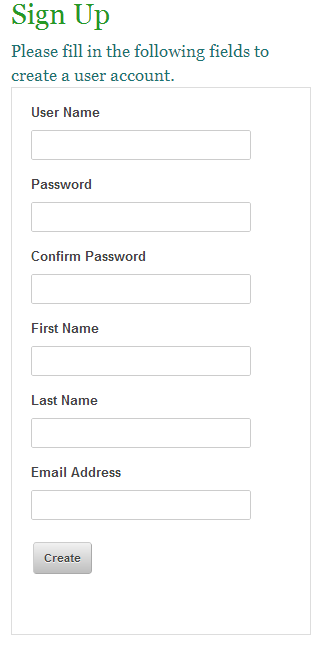 Sign Up
Please fill in the following fields to
create a user account.
User Name
Password
Confirm Password
First Name
Last Name
Email Address
Create